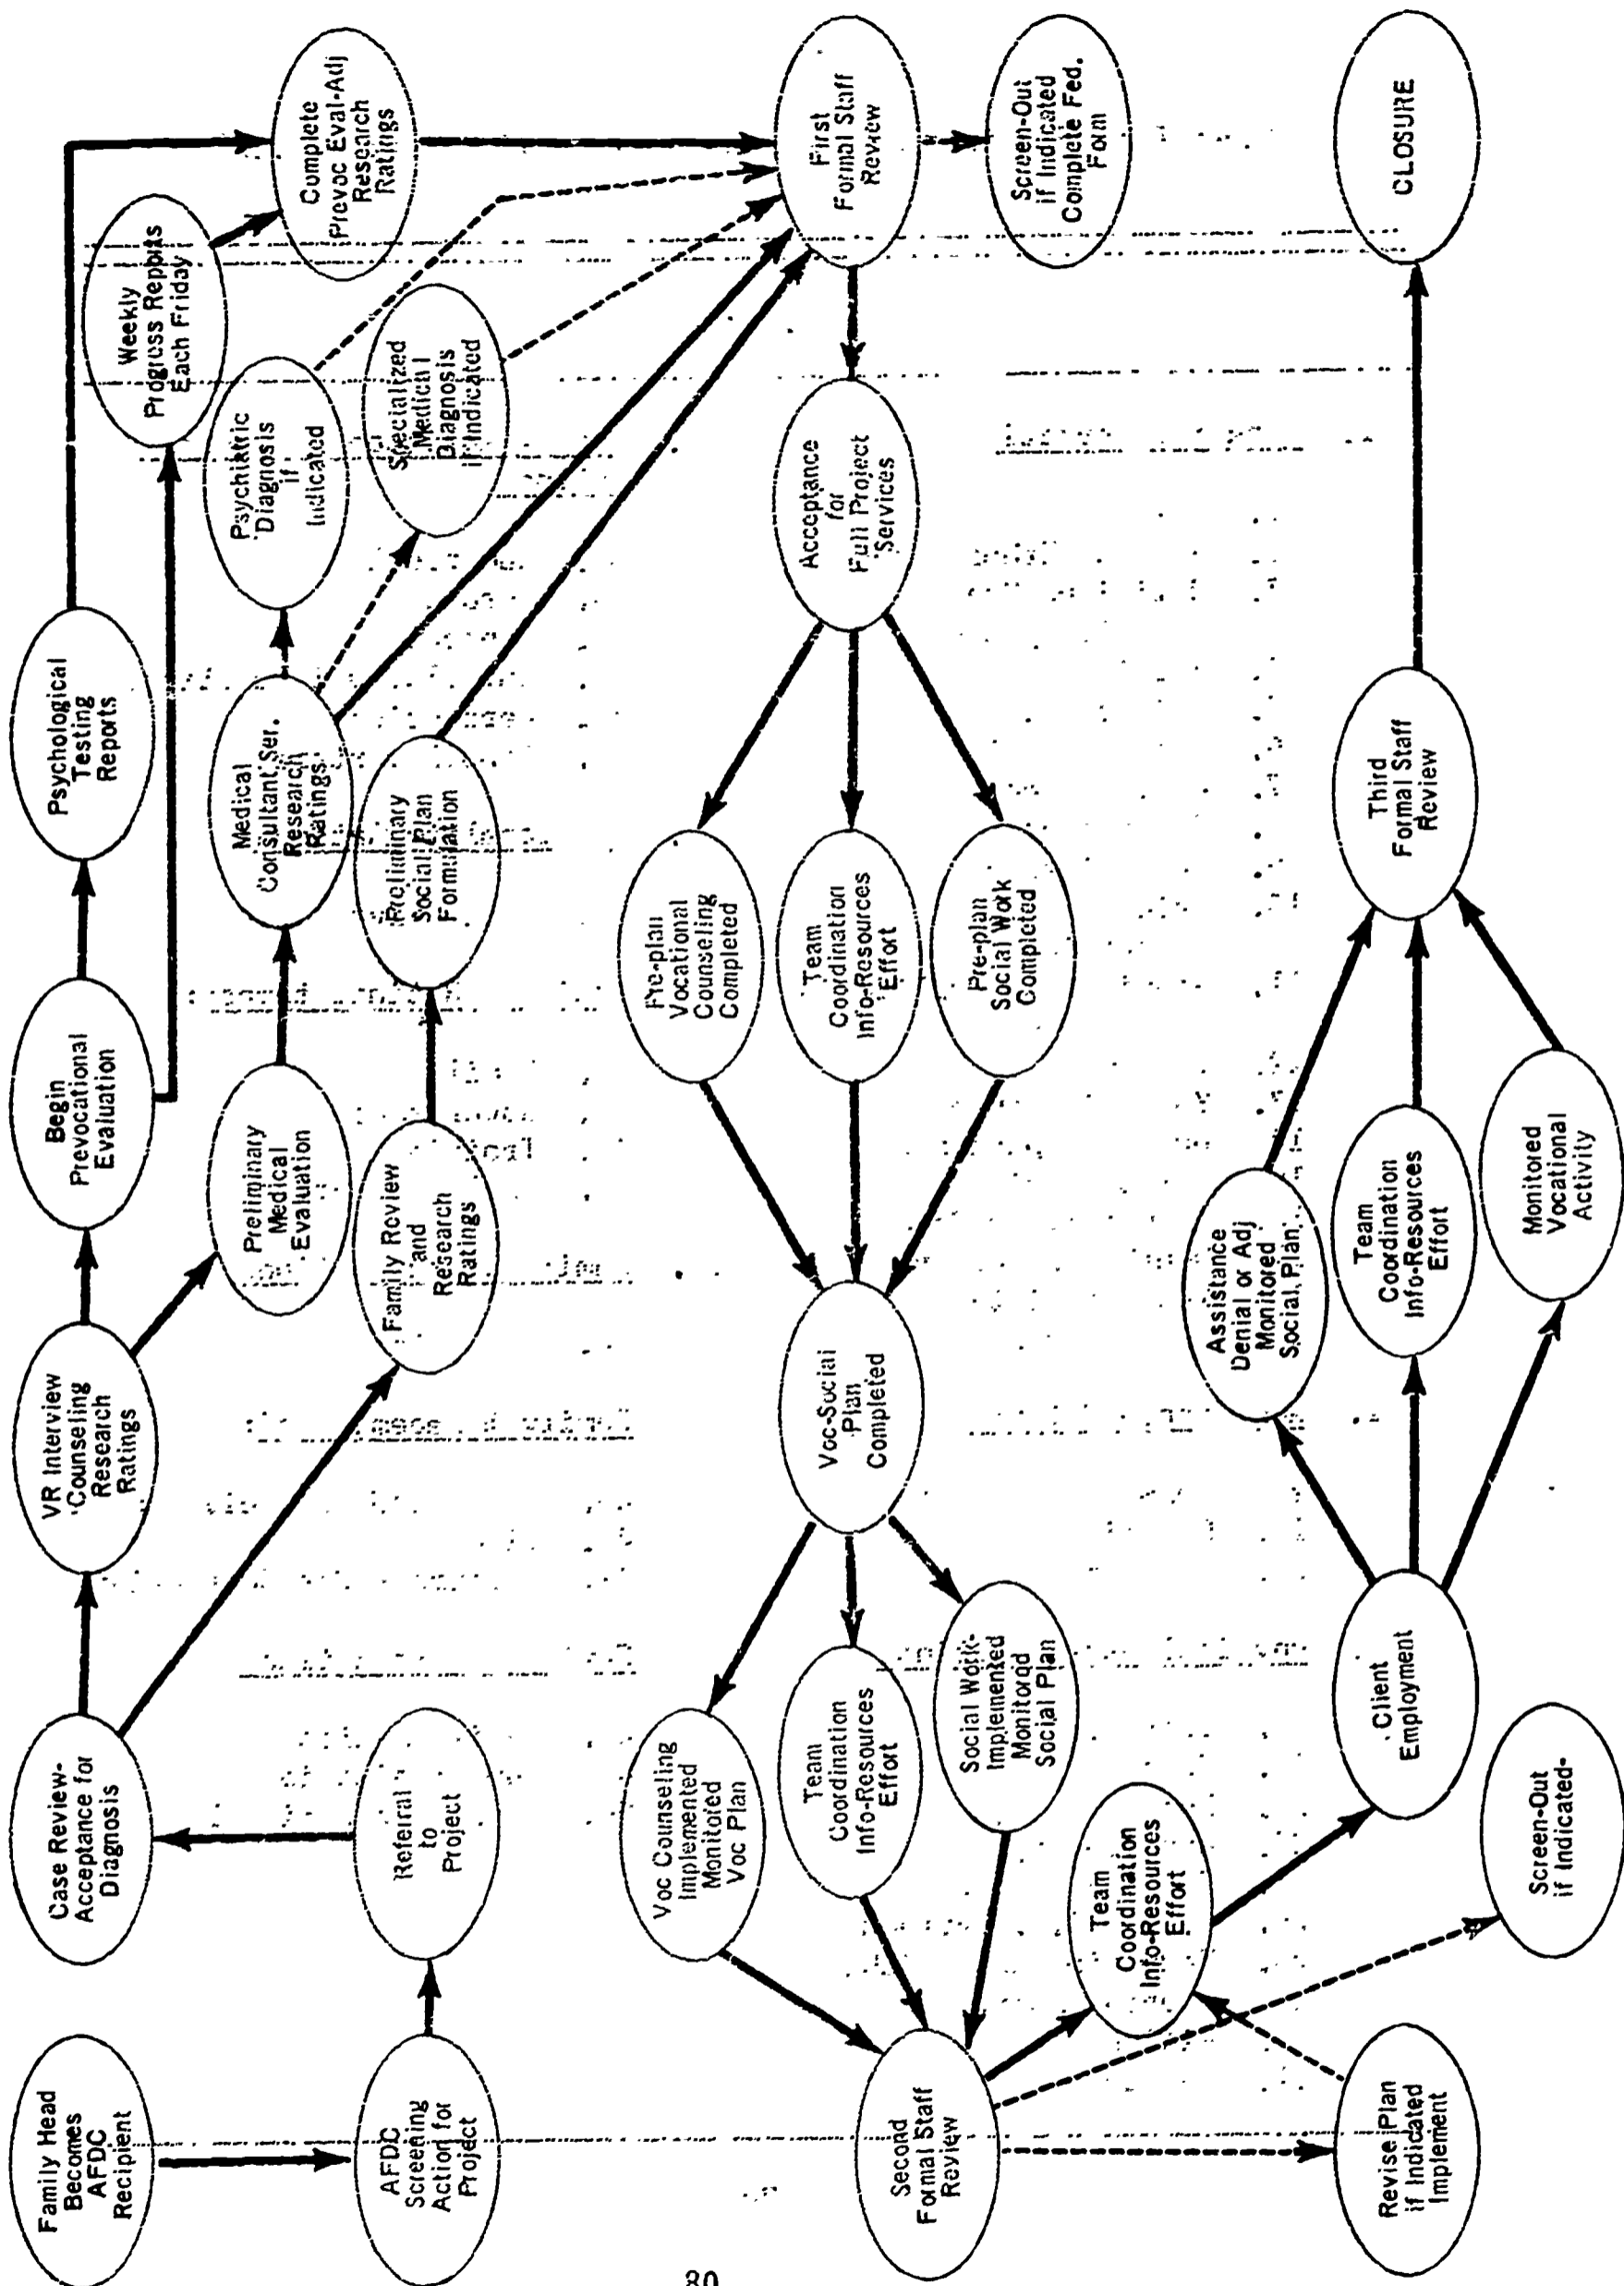 Family Head
Becomes
AFDC
Recipient
AFDC
Screening
Action for
Project
Referral
to
Project
Case Review-
Acceptance for
Diagnosis
VR Interview
Counseling
Research
Ratings
Begin
Prevocational
Evaluation
Psychological
Testing
Reports
Weekly
Progress Reports
Each Friday
Complete
Prevoc Eval-Adj
Research
Ratings
Preliminary
Medical
Evaluation
Medical
Consultant Ser.
Research
Ratings
Psychiatric
Diagnosis
if
Indicated
Specialized
Medical
Diagnosis
if Indicated
Family Review
and
Research
Ratings
Preliminary
Social Plan
Formulation
First
Formal Staff
Review
Screen-Out
if Indicated
Complete Fed.
Form
Acceptance
for
Full Project
Services
Pre-plan
Vocational
Counseling
Completed
Team
Coordination
Info-Resources
Effort
Pre-plan
Social Work
Completed
Voc-Social
Plan
Completed
Voc Counseling
Implemented
Monitored
Voc Plan
Team
Coordination
Info-Resources
Effort
Social Work-
Implemented
Monitored
Social Plan
Second
Formal Staff
Review
Team
Coordination
Info-Resources
Effort
Revise Plan
if Indicated
Implement
Screen-Out
if Indicated-
Client
Employment
Assistance
Denial or Adj
Monitored
Social Plan
Team
Coordination
Info-Resources
Effort
Monitored
Vocational
Activity
Third
Formal Staff
Review
CLOSURE
80